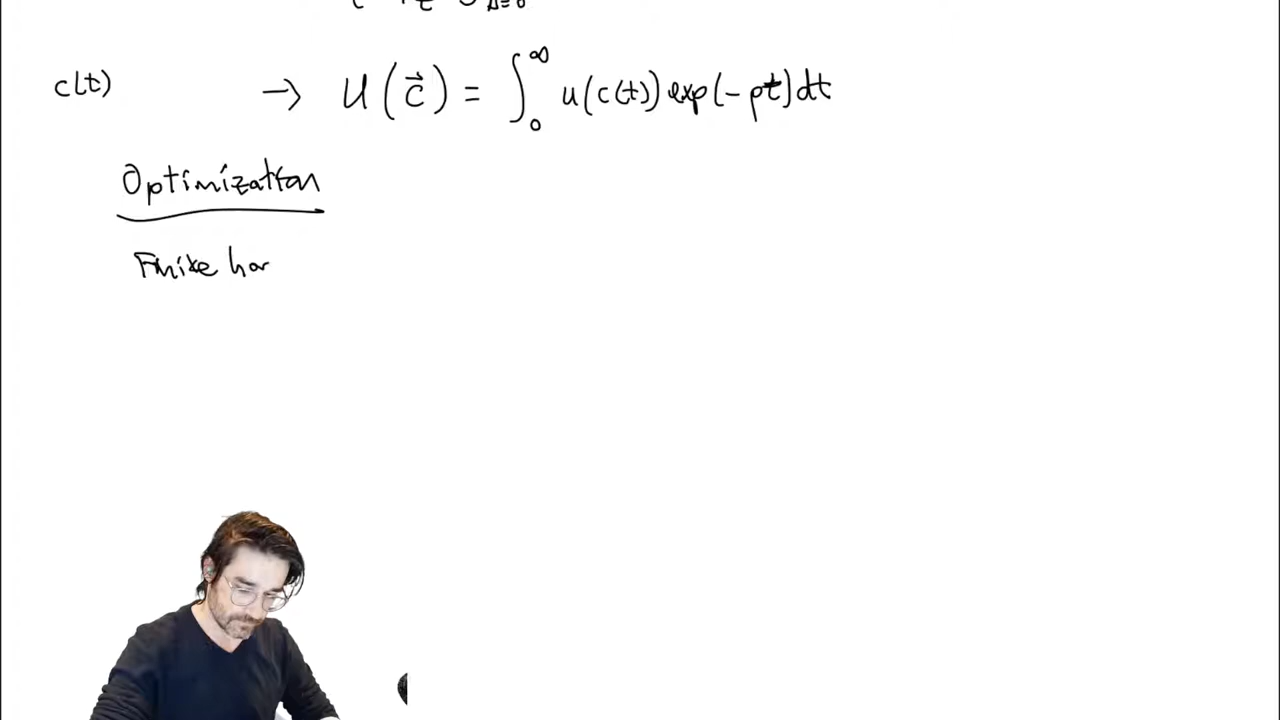 c(t) → U(c⃗) = ∫₀^∞ u(c(t)) exp(-ρt) dt
Optimization
Finite hor